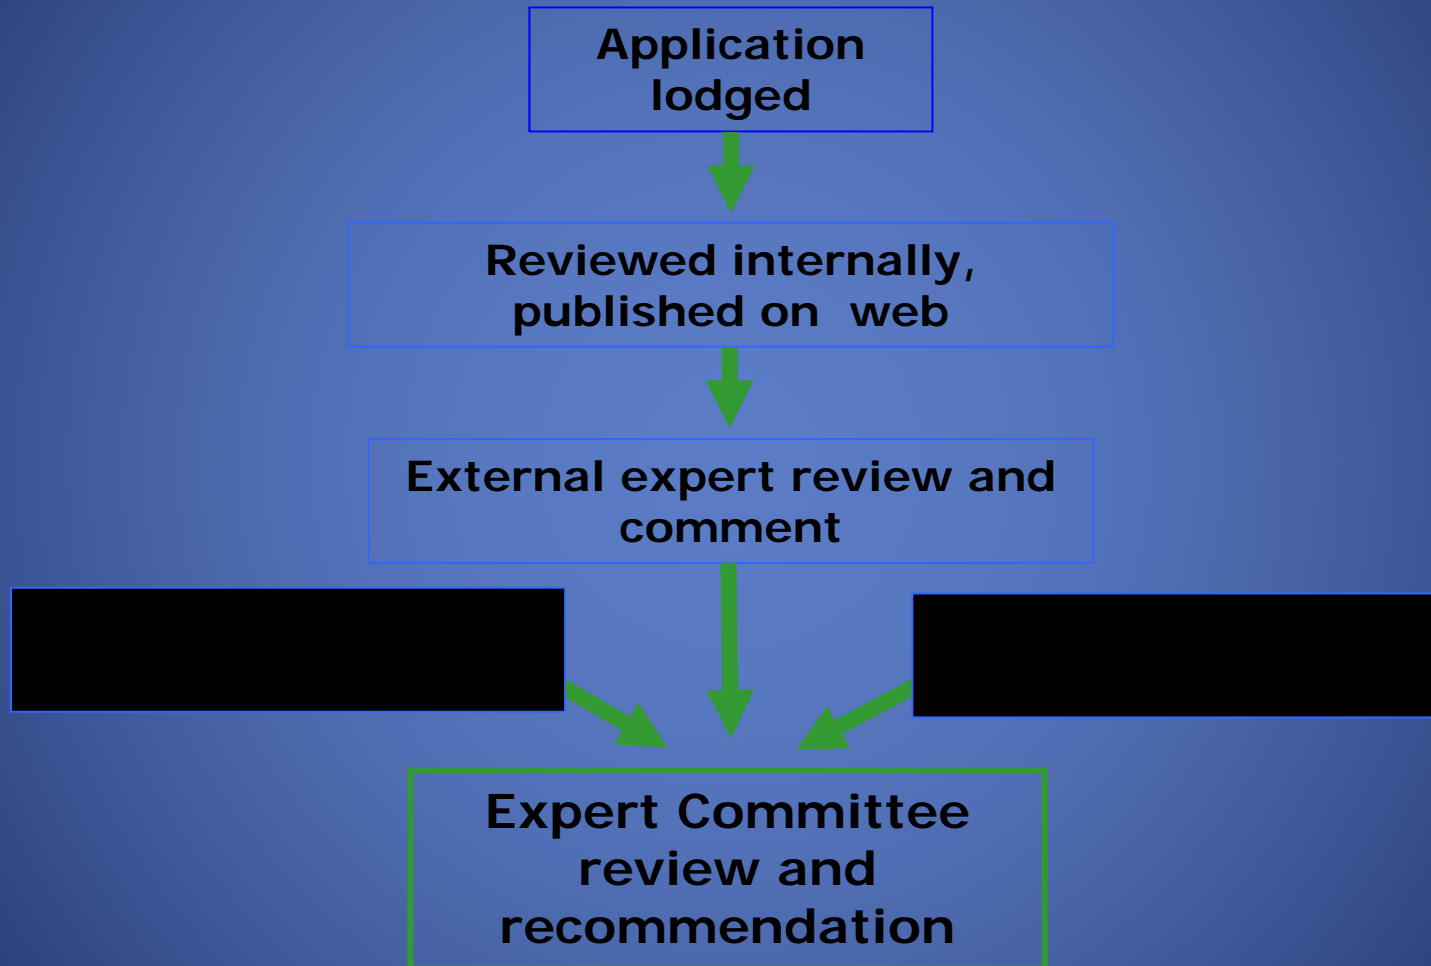 Application
lodged
Reviewed internally,
published on  web
External expert review and
comment
Expert Committee
review and
recommendation